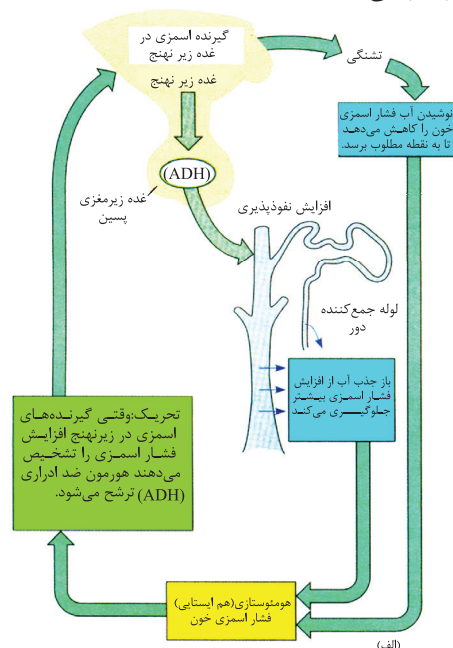 گیرنده اسمزی در
غده زیر نهنج
غده زیر نهنج
تشنگی
نوشیدن آب فشار اسمزی
خون را کاهش می‌دهد
تا به نقطه مطلوب برسد.
(ADH)
غده زیرمغزی
پسین
افزایش نفوذپذیری
لوله جمع‌کننده
دور
باز جذب آب از افزایش
فشار اسمزی بیشتر
جلوگیری می‌کند
تحریک:وقتی گیرنده‌های
اسمزی در زیرنهنج افزایش
فشار اسمزی را تشخیص
می‌دهند هورمون ضد ادراری
(ADH) ترشح می‌شود.
هومئوستازی(هم ایستایی)
فشار اسمزی خون
(الف)